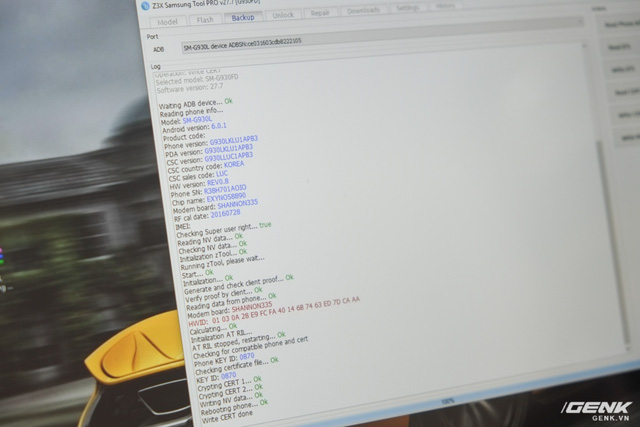 Z3X Samsung Tool PRO v27.7 [G930FD]
Model Flash Backup Unlock Repair Downloads Settings History
Port
ADB SM-G930L device ADBSN:ce031603cdb8222105
Log
Operation: Write CERT
Selected model: SM-G930FD
Software version: 27.7
Waiting ADB device... Ok
Reading phone info...
Model: SM-G930L
Android version: 6.0.1
Product code:
Phone version: G930LKLU1APB3
PDA version: G930LKLU1APB3
CSC version: G930LLUC1APB3
CSC country code: KOREA
CSC sales code: LUC
HW version: REV0.8
Phone SN: R38H701AOID
Chip name: EXYNOS8890
Modem board: SHANNON335
RF cal date: 20160728
IMEI:
Checking Super user right... true
Reading NV data... Ok
Checking NV data... Ok
Initialization zTool... Ok
Running zTool, please wait...
Start... Ok
Initialization... Ok
Generate and check client proof... Ok
Verify proof by client... Ok
Reading data from phone... Ok
Modem board: SHANNON335
HWID: 01 03 0A 28 E9 FC FA 40 14 6B 74 63 ED 7D CA AA
Calculating... Ok
Initialization AT RIL...
AT RIL stopped, restarting... Ok
Checking for compatible phone and cert
Phone KEY ID: 0B70
Checking certificate file... Ok
KEY ID: 0B70
Crypting CERT 1... Ok
Crypting CERT 2... Ok
Writing NV data... Ok
Rebooting phone... Ok
Write CERT done
100%
GENK
GENK.VN